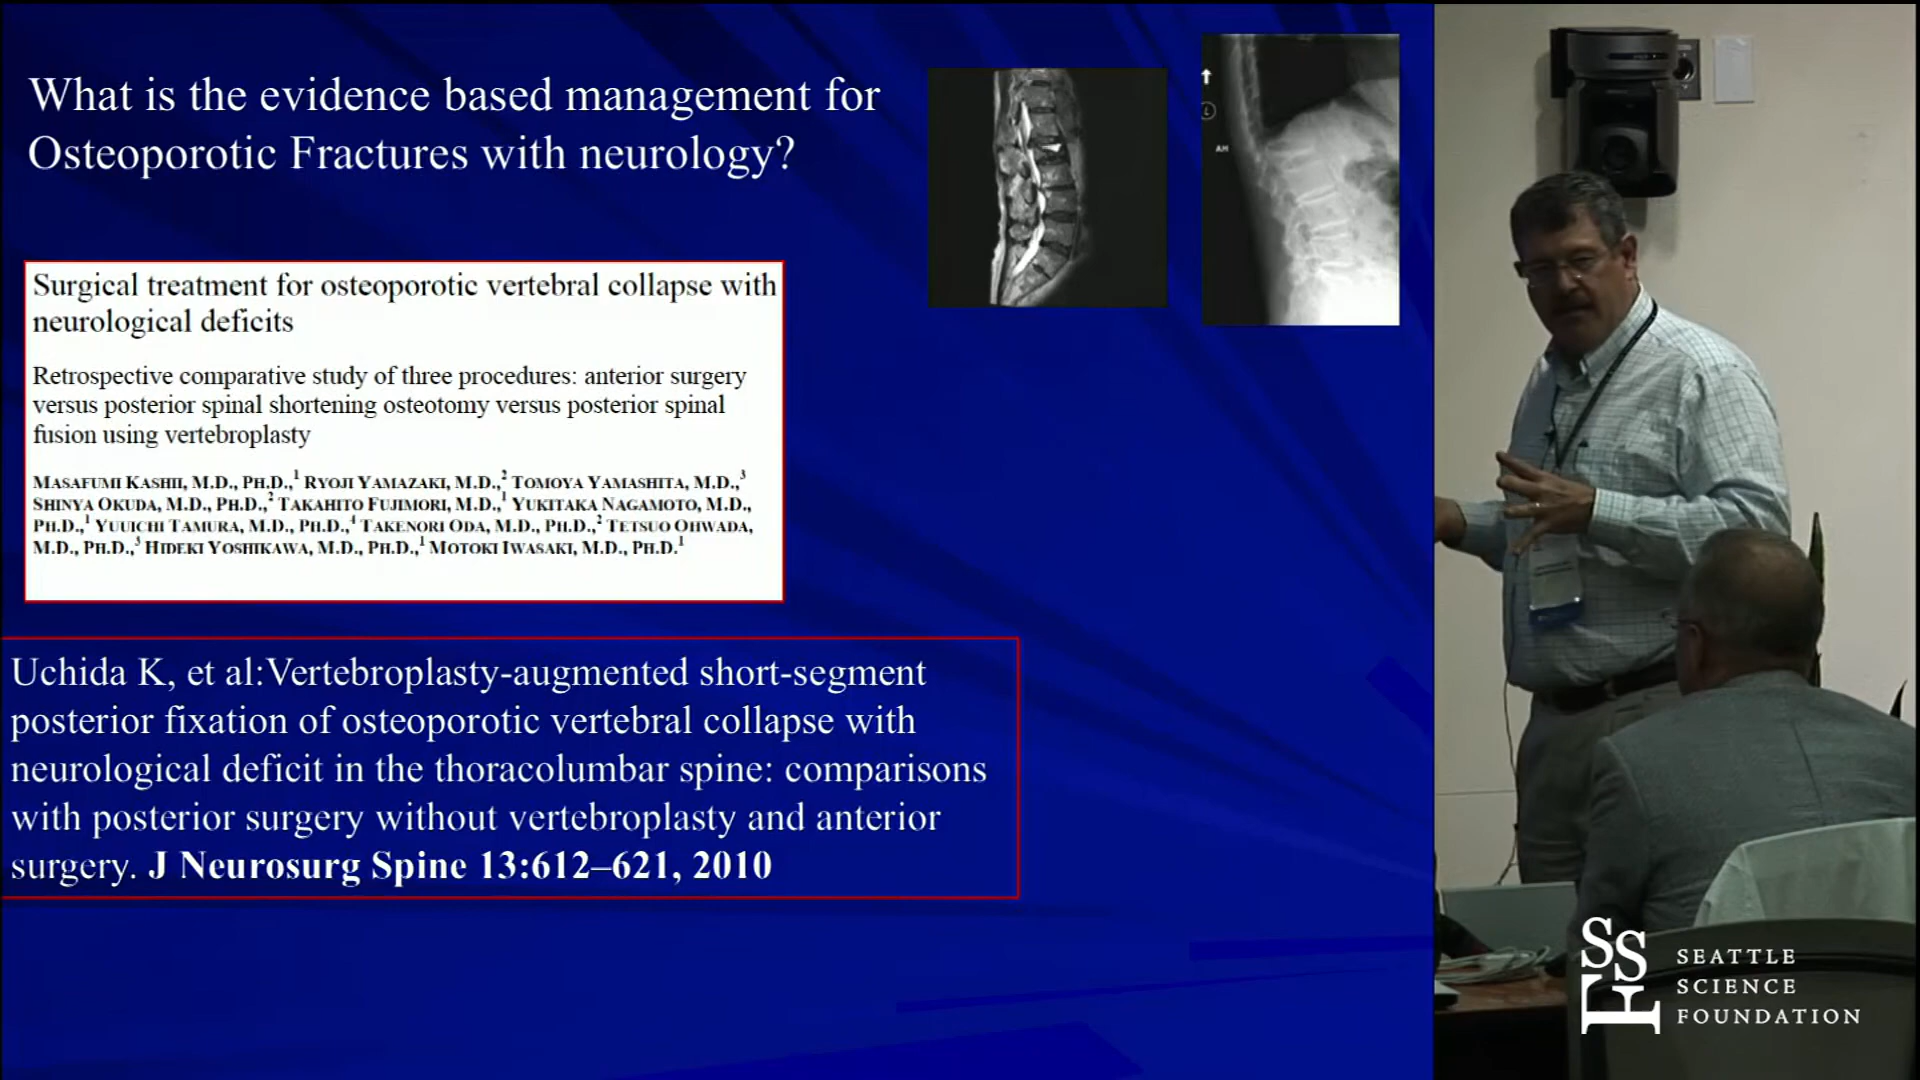 What is the evidence based management for
Osteoporotic Fractures with neurology?
Surgical treatment for osteoporotic vertebral collapse with
neurological deficits
Retrospective comparative study of three procedures: anterior surgery
versus posterior spinal shortening osteotomy versus posterior spinal
fusion using vertebroplasty
MASAFUMI KASHII, M.D., PH.D.,1 RYOJI YAMAZAKI, M.D.,2 TOMOYA YAMASHITA, M.D.,3
SHINYA OKUDA, M.D., PH.D.,2 TAKAHITO FUJIMORI, M.D.,1 YUKITAKA NAGAMOTO, M.D.,
PH.D.,1 YUUICHI TAMURA, M.D., PH.D.,4 TAKENORI ODA, M.D., PH.D.,2 TETSUO OHWADA,
M.D., PH.D.,3 HIDEKI YOSHIKAWA, M.D., PH.D.,1 MOTOKI IWASAKI, M.D., PH.D.1
Uchida K, et al:Vertebroplasty-augmented short-segment
posterior fixation of osteoporotic vertebral collapse with
neurological deficit in the thoracolumbar spine: comparisons
with posterior surgery without vertebroplasty and anterior
surgery. J Neurosurg Spine 13:612–621, 2010
L
AH
SSF
SEATTLE
SCIENCE
FOUNDATION